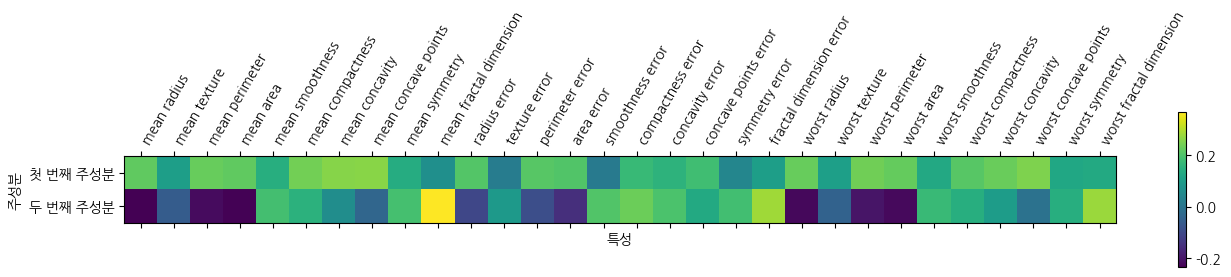 mean radius
mean texture
mean perimeter
mean area
mean smoothness
mean compactness
mean concavity
mean concave points
mean symmetry
mean fractal dimension
radius error
texture error
perimeter error
area error
smoothness error
compactness error
concavity error
concave points error
symmetry error
fractal dimension error
worst radius
worst texture
worst perimeter
worst area
worst smoothness
worst compactness
worst concavity
worst concave points
worst symmetry
worst fractal dimension
주성분
첫 번째 주성분
두 번째 주성분
특성
0.2
0.0
-0.2